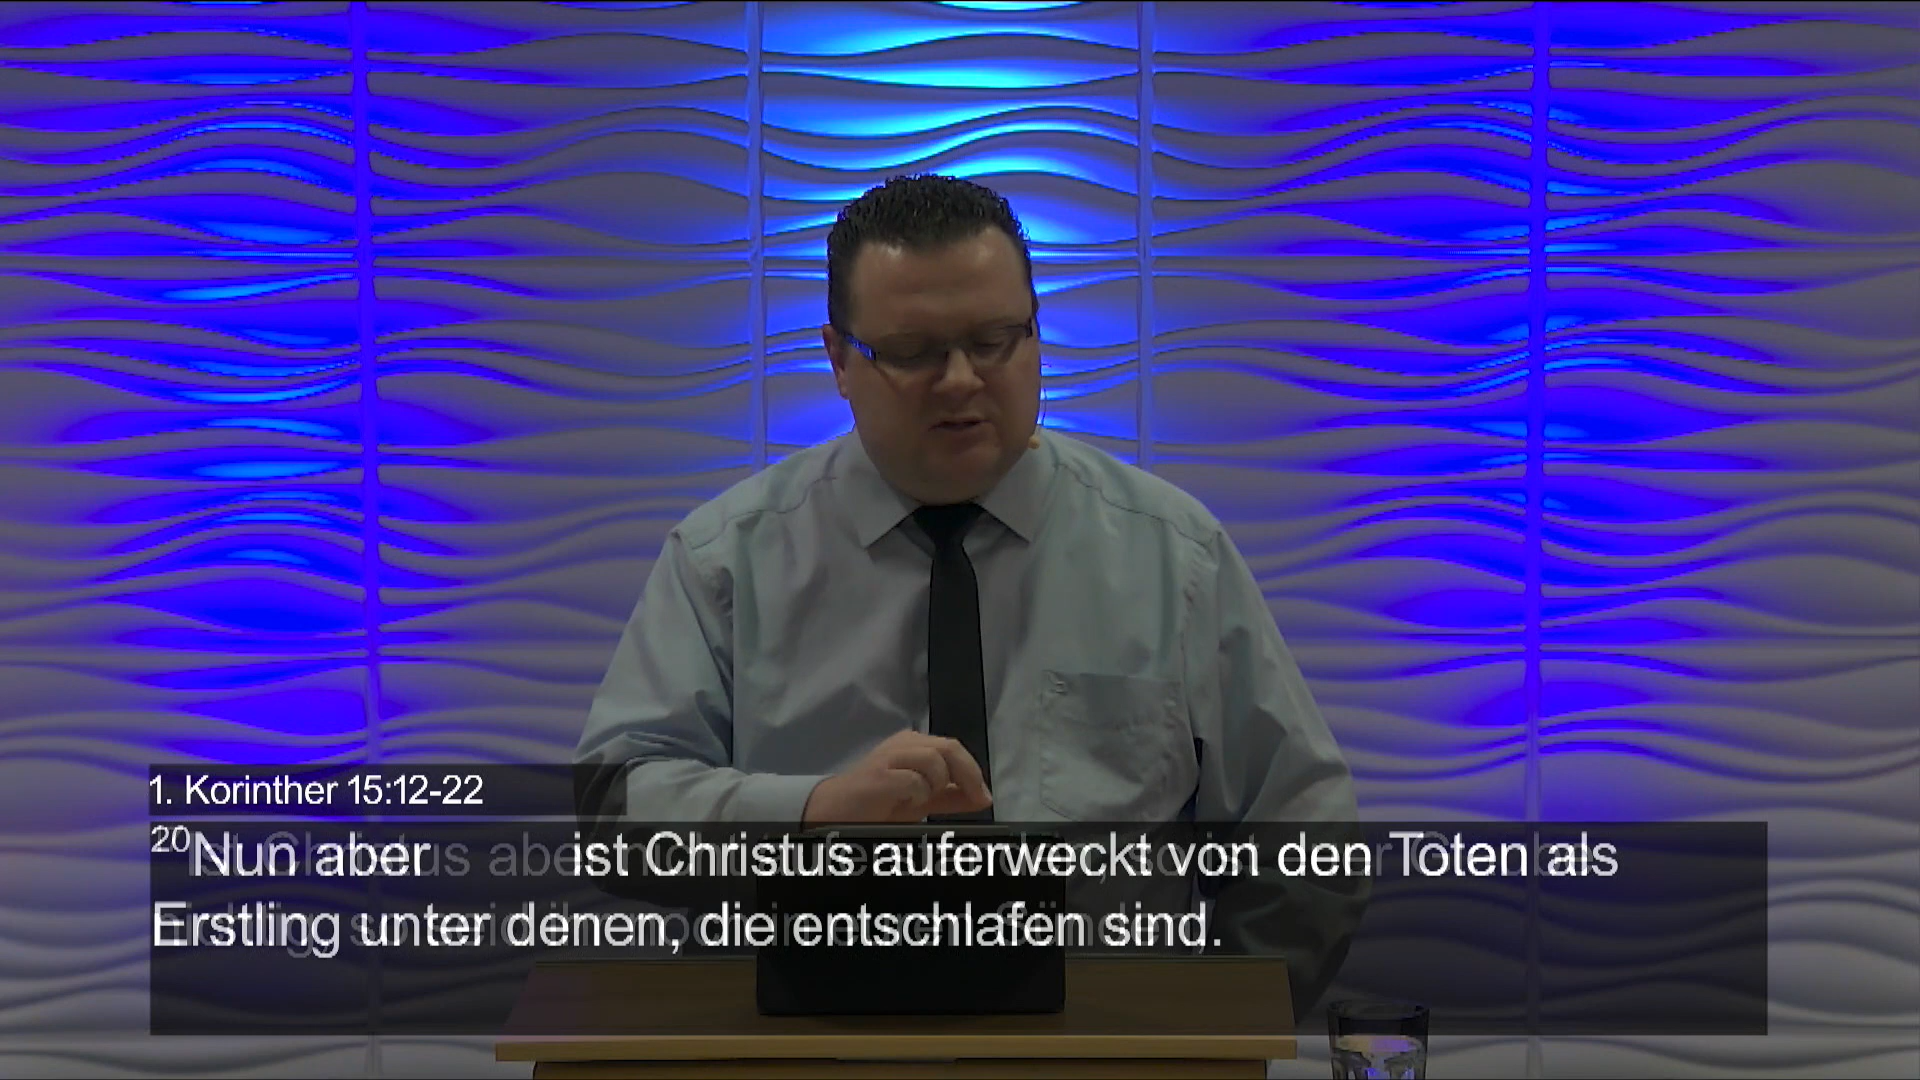 1. Korinther 15:12-22
20Nun aber ist Christus auferweckt von den Toten als
Erstling unter denen, die entschlafen sind.